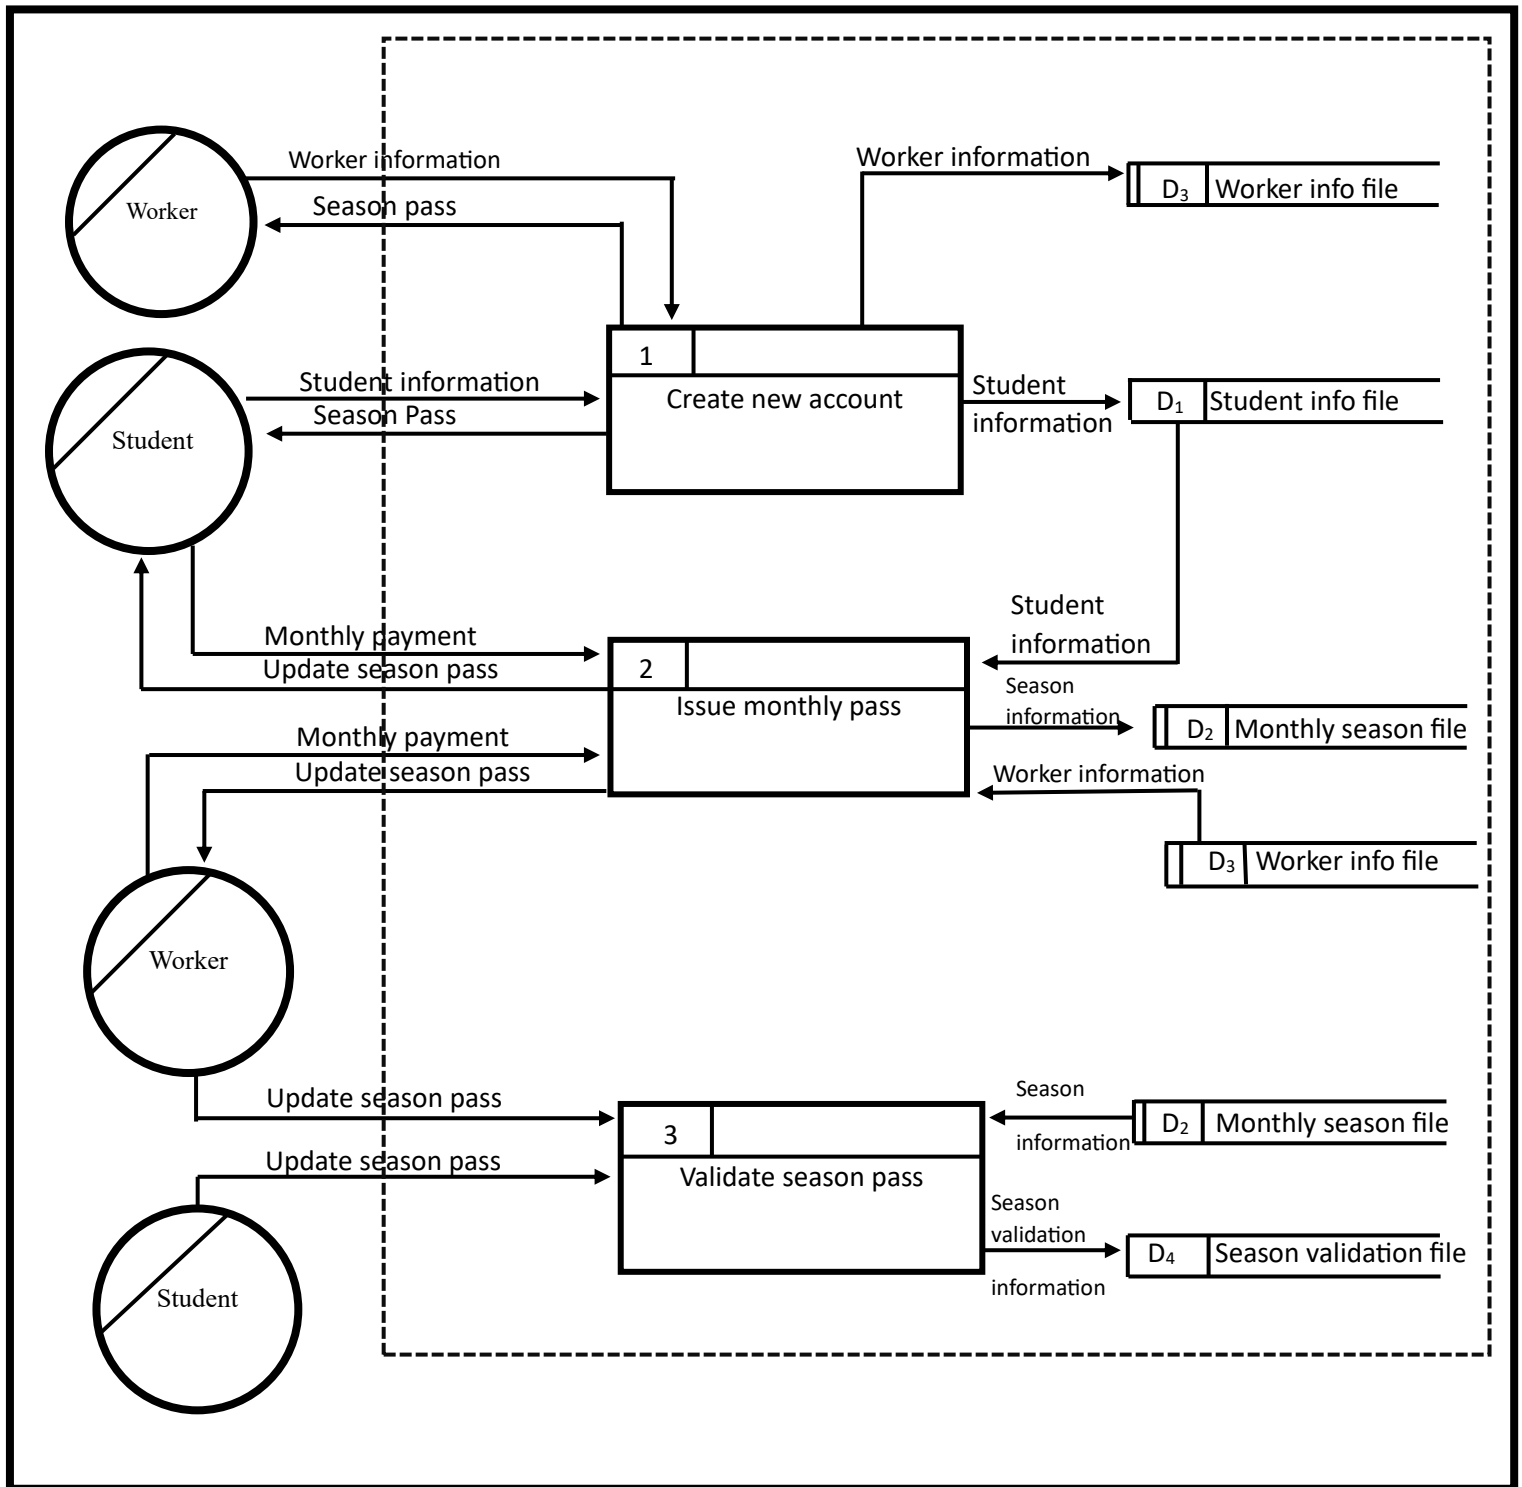 Worker information
Season pass
Worker
Worker information
D₃ Worker info file
1
Create new account
Student information
Season Pass
Student
Student
information
D₁ Student info file
Student
information
Monthly payment
Update season pass
2
Issue monthly pass
Season
information
D₂ Monthly season file
Monthly payment
Update season pass
Worker information
D₃ Worker info file
Worker
Update season pass
3
Validate season pass
Season
information
D₂ Monthly season file
Update season pass
Season
validation
information
D₄ Season validation file
Student